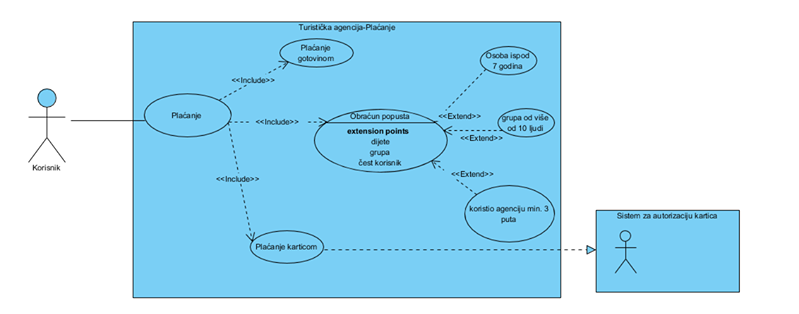 Turistička agencija-Plaćanje
Plaćanje
gotovinom
Osoba ispod
7 godina
<<Include>>
Plaćanje
<<Include>>
Obračun popusta
extension points
dijete
grupa
čest korisnik
<<Extend>>
grupa od više
od 10 ljudi
<<Extend>>
Korisnik
<<Include>>
<<Extend>>
koristio agenciju min. 3
puta
Plaćanje karticom
Sistem za autorizaciju kartica